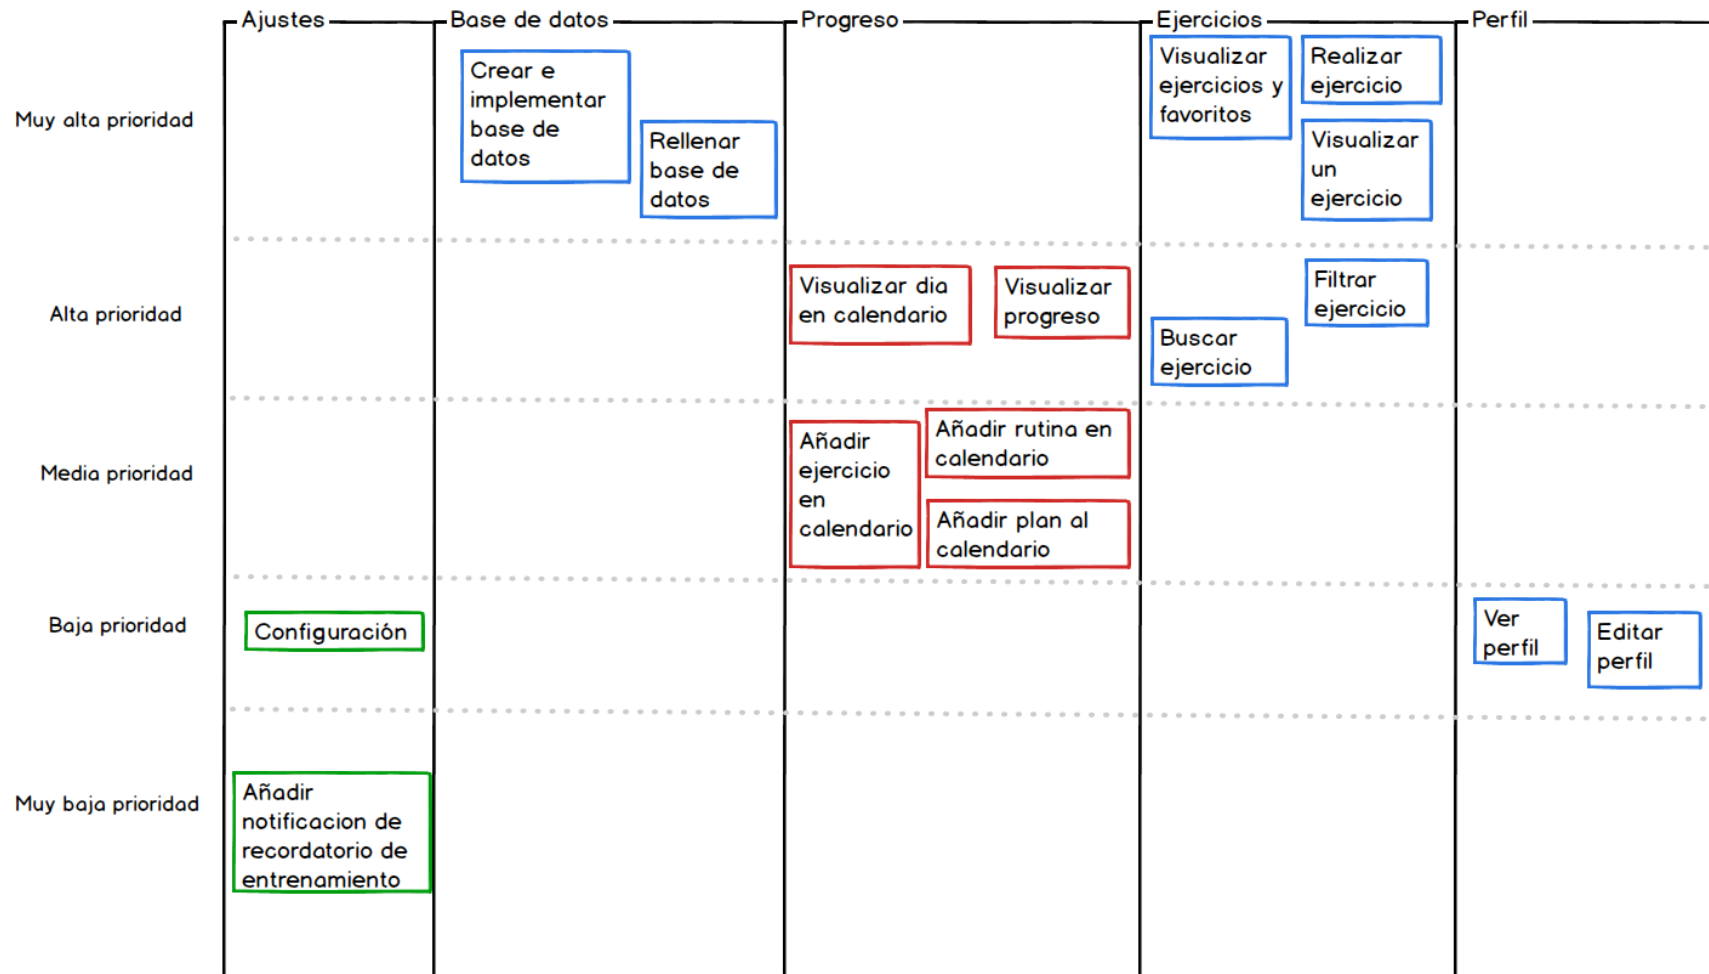 Ajustes
Base de datos
Progreso
Ejercicios
Perfil
Muy alta prioridad
Crear e
implementar
base de
datos
Rellenar
base de
datos
Visualizar
ejercicios y
favoritos
Realizar
ejercicio
Visualizar
un
ejercicio
Alta prioridad
Visualizar dia
en calendario
Visualizar
progreso
Buscar
ejercicio
Filtrar
ejercicio
Media prioridad
Añadir
ejercicio
en
calendario
Añadir rutina en
calendario
Añadir plan al
calendario
Baja prioridad
Configuración
Ver
perfil
Editar
perfil
Muy baja prioridad
Añadir
notificacion de
recordatorio de
entrenamiento